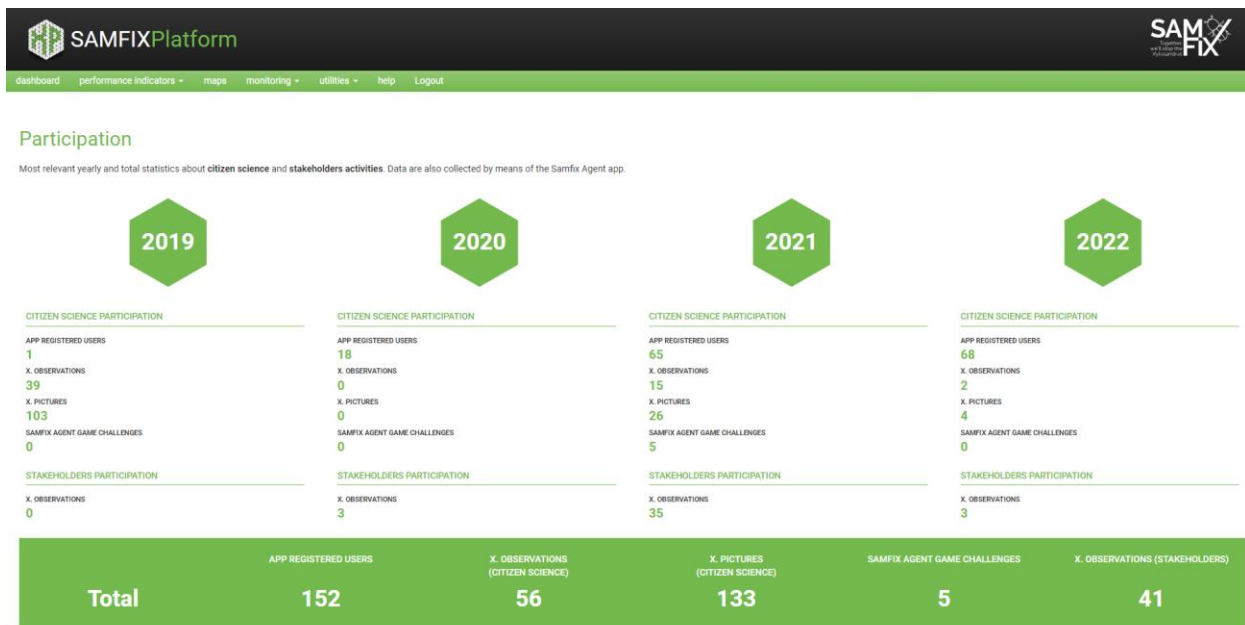 SAMFIXPlatform
SAM
Together
we'll stop the
Xylosandrus
FIX
dashboard performance indicators maps monitoring utilities help Logout
Participation
Most relevant yearly and total statistics about citizen science and stakeholders activities. Data are also collected by means of the Samfix Agent app.
2019 2020 2021 2022
CITIZEN SCIENCE PARTICIPATION CITIZEN SCIENCE PARTICIPATION CITIZEN SCIENCE PARTICIPATION CITIZEN SCIENCE PARTICIPATION
APP REGISTERED USERS APP REGISTERED USERS APP REGISTERED USERS APP REGISTERED USERS
1 18 65 68
X. OBSERVATIONS X. OBSERVATIONS X. OBSERVATIONS X. OBSERVATIONS
39 0 15 2
X. PICTURES X. PICTURES X. PICTURES X. PICTURES
103 0 26 4
SAMFIX AGENT GAME CHALLENGES SAMFIX AGENT GAME CHALLENGES SAMFIX AGENT GAME CHALLENGES SAMFIX AGENT GAME CHALLENGES
0 0 5 0
STAKEHOLDERS PARTICIPATION STAKEHOLDERS PARTICIPATION STAKEHOLDERS PARTICIPATION STAKEHOLDERS PARTICIPATION
X. OBSERVATIONS X. OBSERVATIONS X. OBSERVATIONS X. OBSERVATIONS
0 3 35 3
APP REGISTERED USERS X. OBSERVATIONS X. PICTURES SAMFIX AGENT GAME CHALLENGES X. OBSERVATIONS (STAKEHOLDERS)
(CITIZEN SCIENCE) (CITIZEN SCIENCE)
Total 152 56 133 5 41